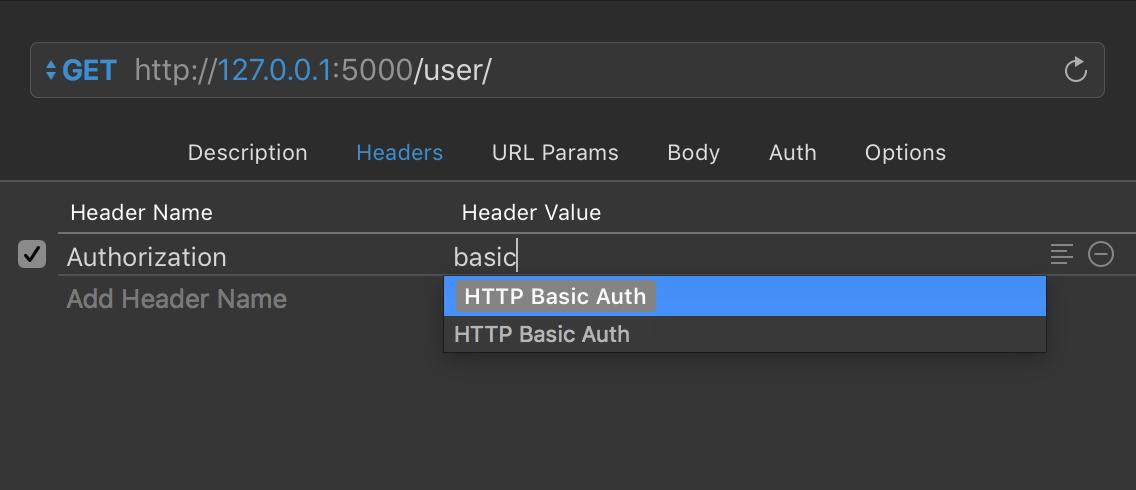 GET http://127.0.0.1:5000/user/
Description Headers URL Params Body Auth Options
Header Name Header Value
Authorization basic
Add Header Name
HTTP Basic Auth
HTTP Basic Auth